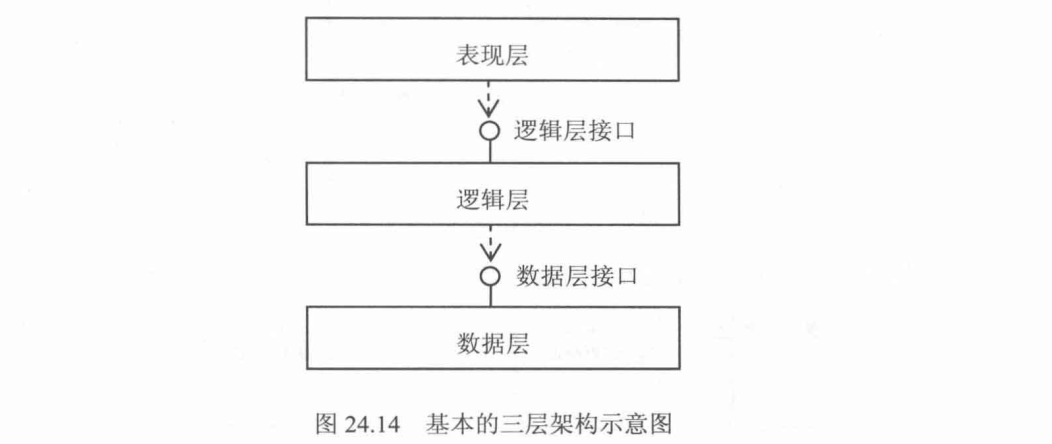 表现层
逻辑层接口
逻辑层
数据层接口
数据层
图 24.14 基本的三层架构示意图